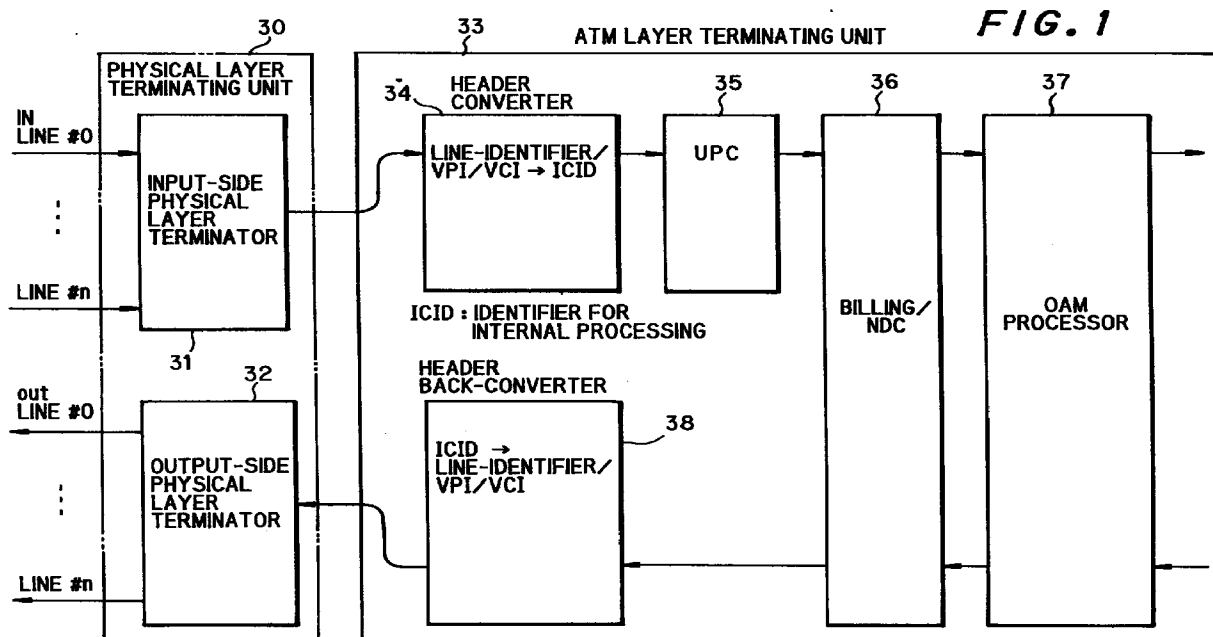 FIG. 1
30
33
ATM LAYER TERMINATING UNIT
PHYSICAL LAYER
TERMINATING UNIT
IN
LINE #0
LINE #n
INPUT-SIDE
PHYSICAL
LAYER
TERMINATOR
31
34
HEADER
CONVERTER
LINE-IDENTIFIER/
VPI/VCI → ICID
ICID : IDENTIFIER FOR
INTERNAL PROCESSING
35
UPC
36
BILLING/
NDC
37
OAM
PROCESSOR
out
LINE #0
LINE #n
32
OUTPUT-SIDE
PHYSICAL
LAYER
TERMINATOR
HEADER
BACK-CONVERTER
38
ICID →
LINE-IDENTIFIER/
VPI/VCI